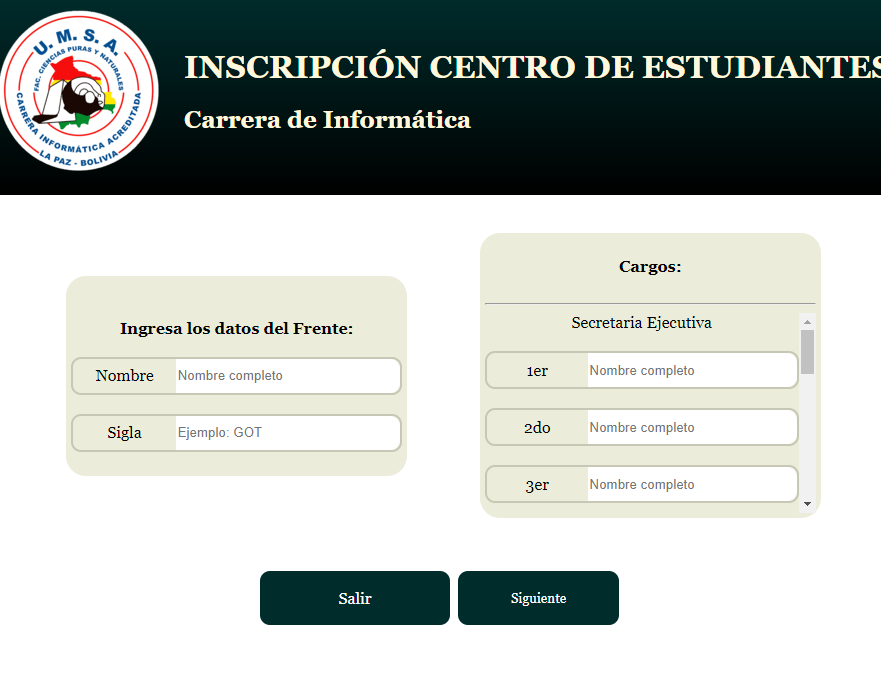 U. M. S. A.
FAC. CIENCIAS PURAS Y NATURALES
CARRERA INFORMÁTICA ACREDITADA
LA PAZ - BOLIVIA
INSCRIPCIÓN CENTRO DE ESTUDIANTES
Carrera de Informática
Ingresa los datos del Frente:
Nombre Nombre completo
Sigla Ejemplo: GOT
Cargos:
Secretaria Ejecutiva
1er Nombre completo
2do Nombre completo
3er Nombre completo
Salir Siguiente